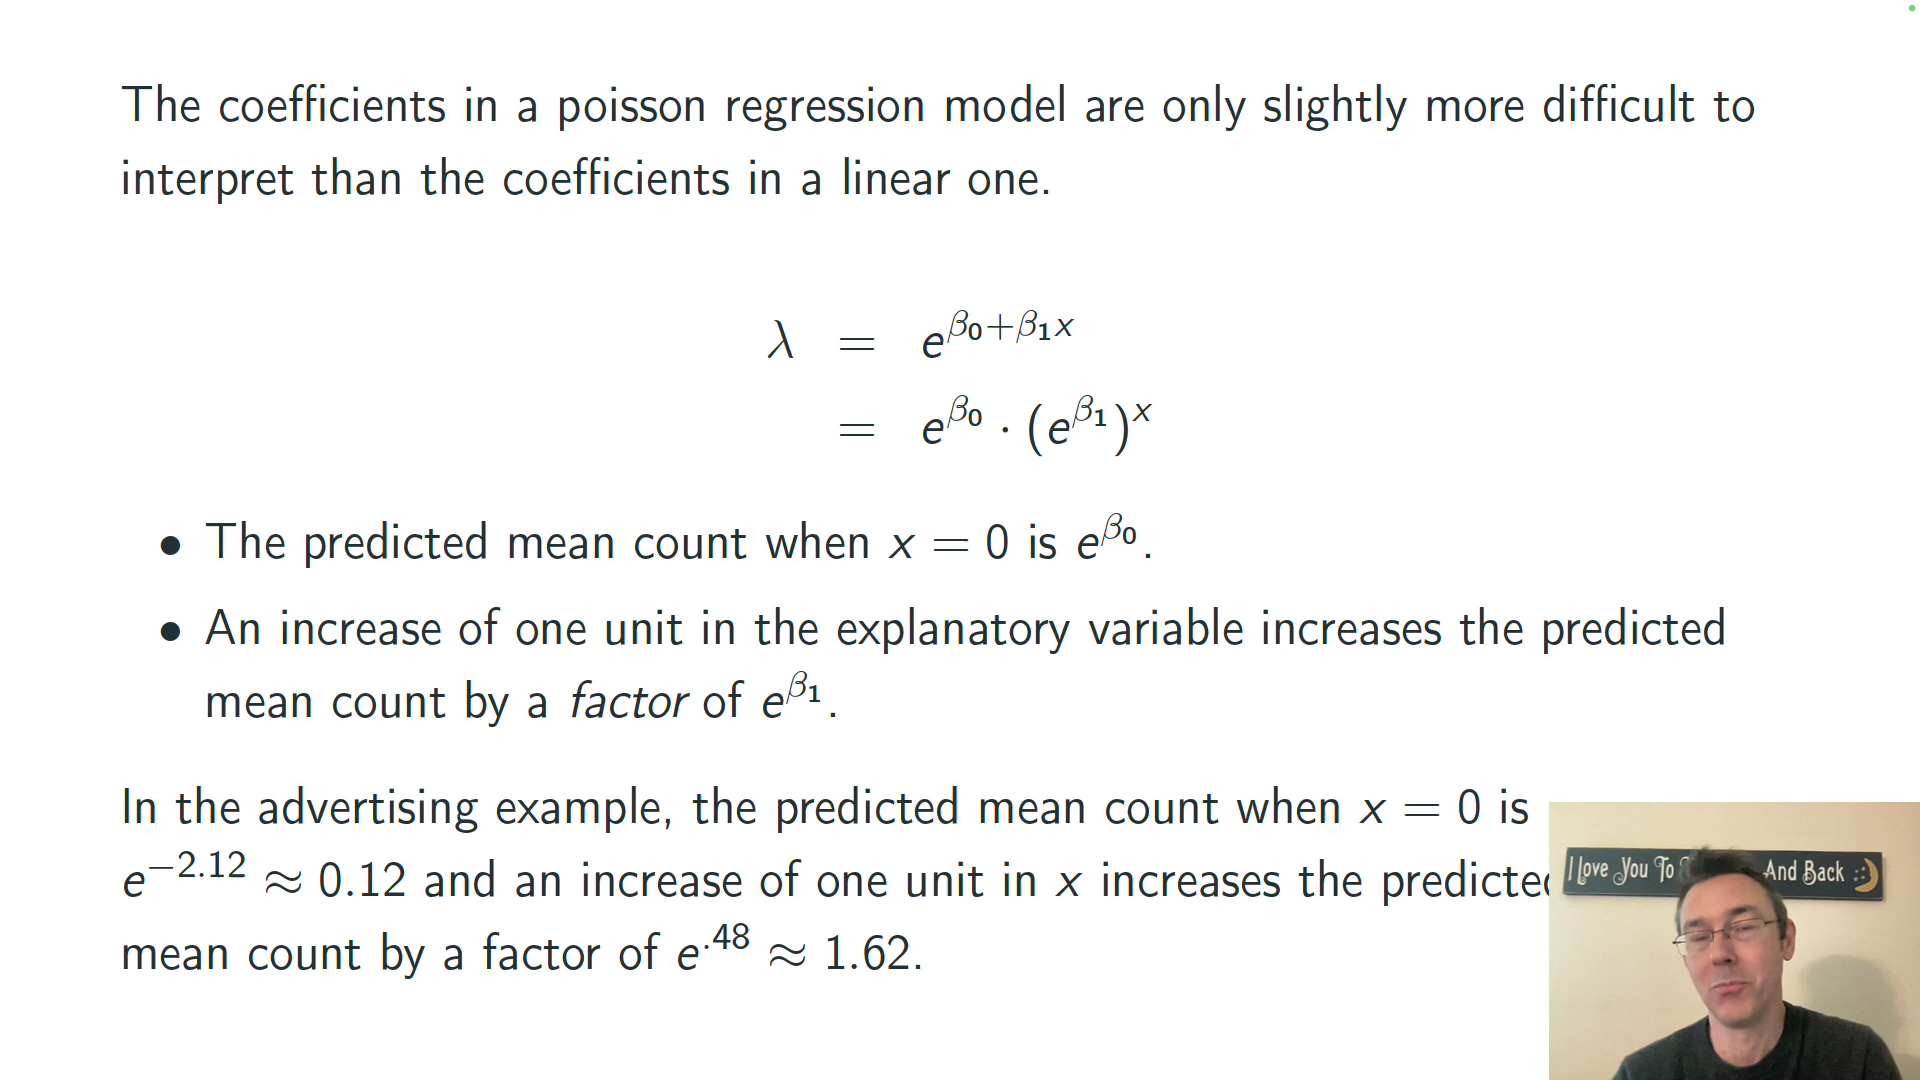 The coefficients in a poisson regression model are only slightly more difficult to
interpret than the coefficients in a linear one.
λ = e^{β₀+β₁x}
= e^{β₀} · (e^{β₁})^x
• The predicted mean count when x = 0 is e^{β₀}.
• An increase of one unit in the explanatory variable increases the predicted
mean count by a factor of e^{β₁}.
In the advertising example, the predicted mean count when x = 0 is
e^{−2.12} ≈ 0.12 and an increase of one unit in x increases the predicted
mean count by a factor of e^{.48} ≈ 1.62.
I Love You To And Back